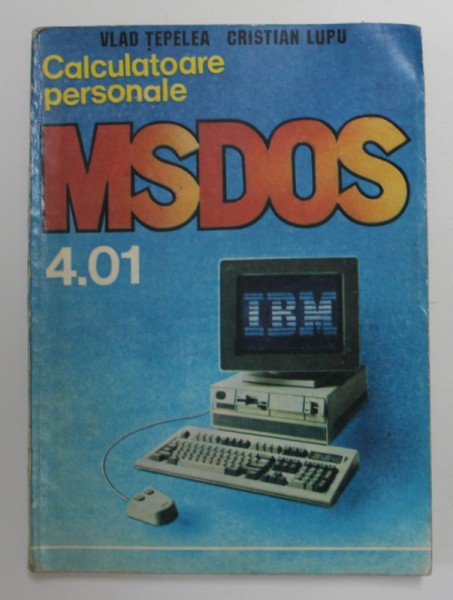 VLAD ȚEPELEA CRISTIAN LUPU
Calculatoare
personale
MSDOS
4.01
IBM